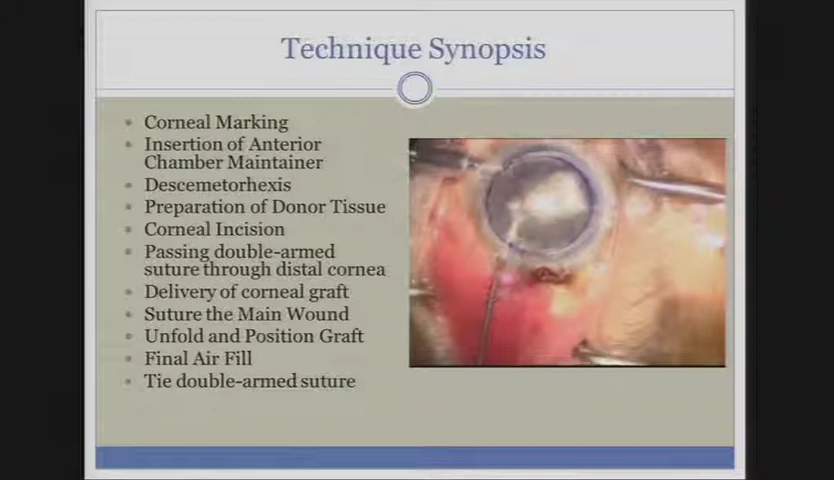 Technique Synopsis
Corneal Marking
Insertion of Anterior
Chamber Maintainer
Descemetorhexis
Preparation of Donor Tissue
Corneal Incision
Passing double-armed
suture through distal cornea
Delivery of corneal graft
Suture the Main Wound
Unfold and Position Graft
Final Air Fill
Tie double-armed suture